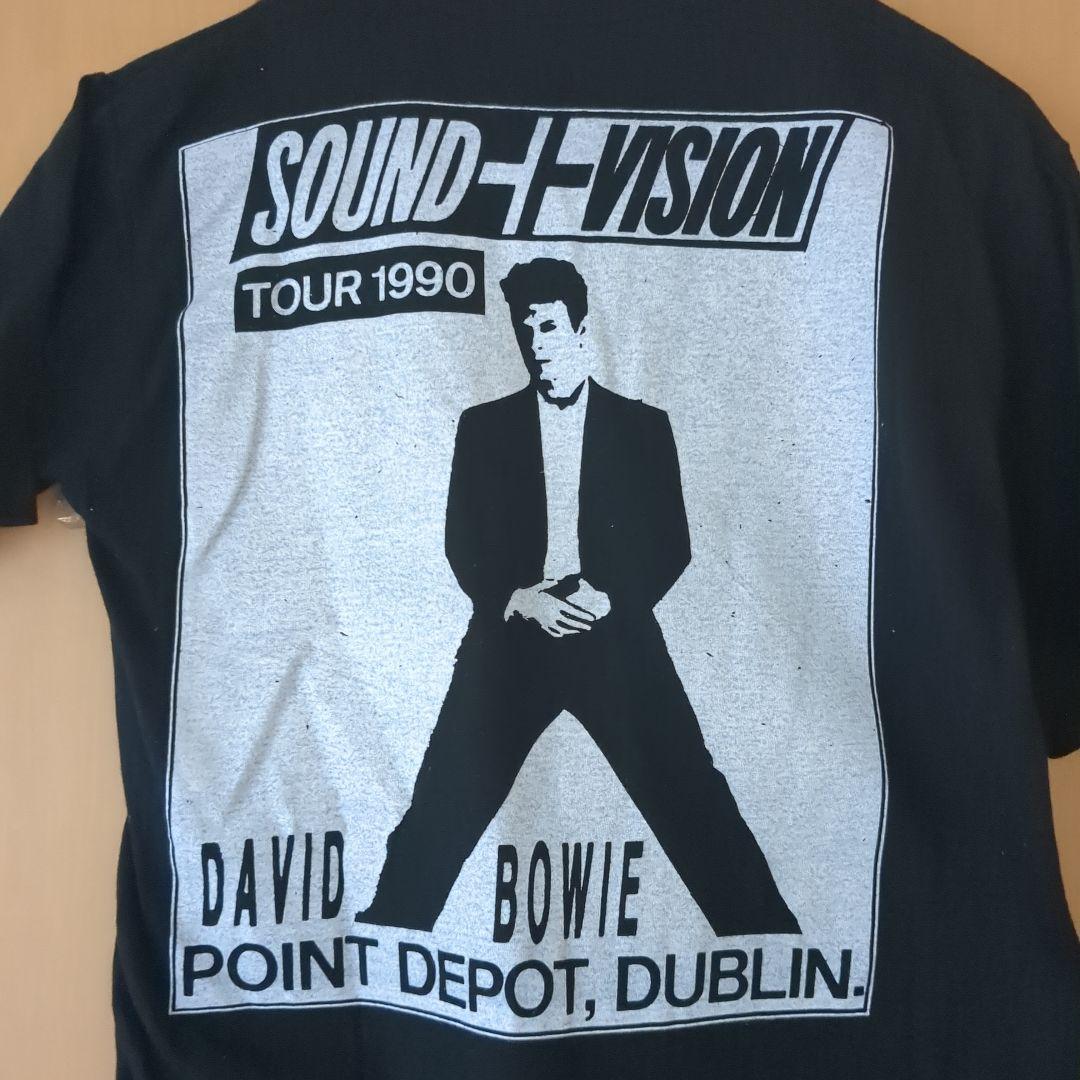 SOUND+VISION
TOUR 1990
DAVID BOWIE
POINT DEPOT, DUBLIN.